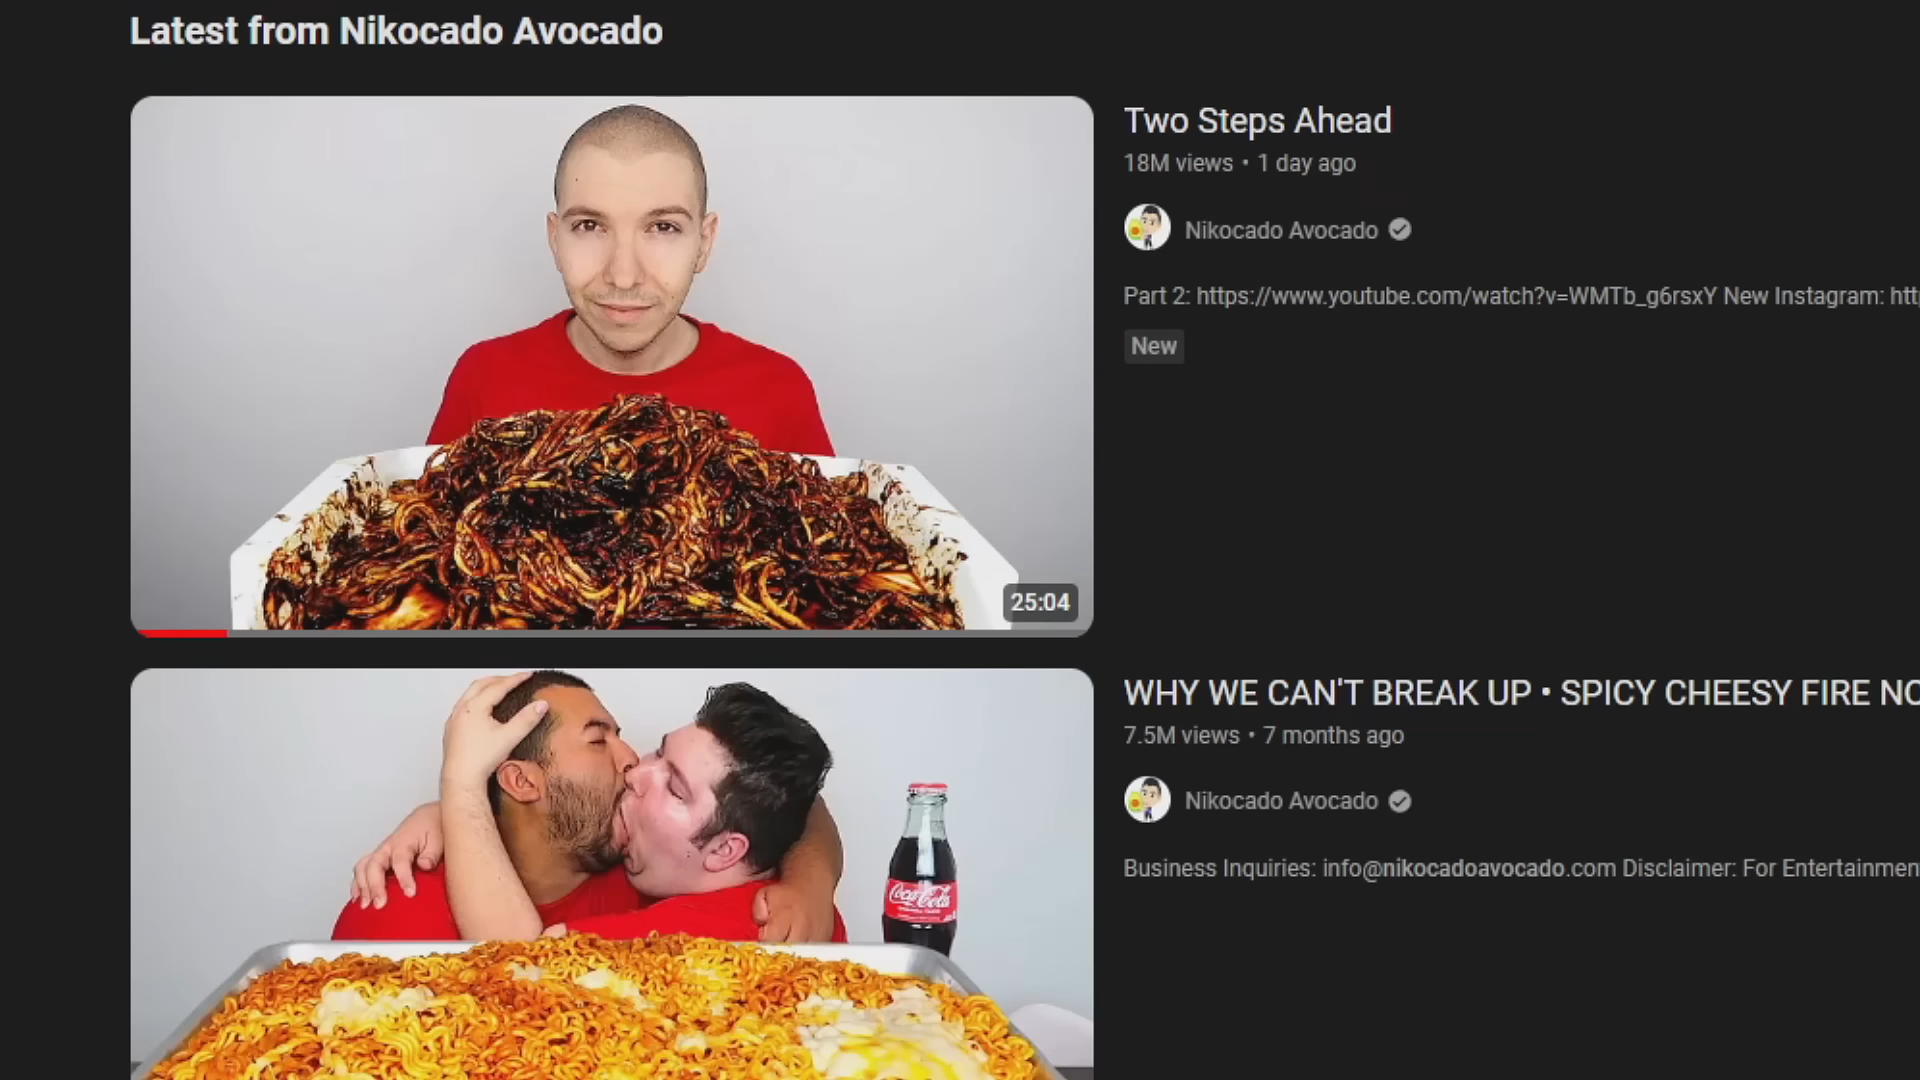 Latest from Nikocado Avocado
Two Steps Ahead
18M views • 1 day ago
Nikocado Avocado
Part 2: https://www.youtube.com/watch?v=WMTb_g6rsxY New Instagram: htt
New
25:04
WHY WE CAN'T BREAK UP • SPICY CHEESY FIRE NO
7.5M views • 7 months ago
Nikocado Avocado
Business Inquiries: info@nikocadoavocado.com Disclaimer: For Entertainmen
Coca-Cola